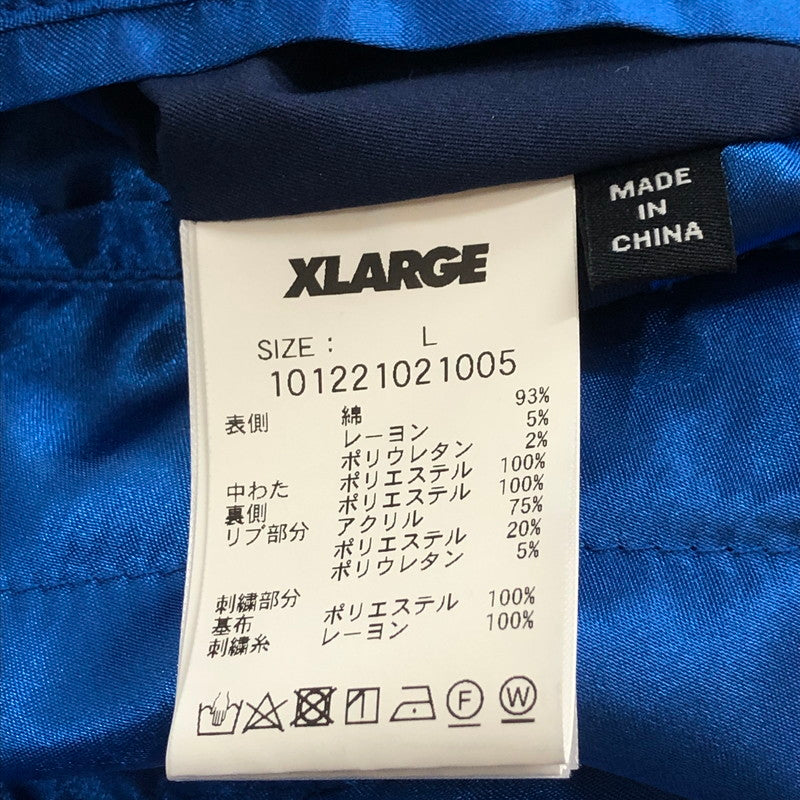 MADE
IN
CHINA
XLARGE
SIZE : L
101221021005
表側 綿 93%
レーヨン 5%
ポリウレタン 2%
中わた ポリエステル 100%
裏側 ポリエステル 100%
リブ部分 アクリル 75%
ポリエステル 20%
ポリウレタン 5%
刺繍部分
基布 ポリエステル 100%
刺繍糸 レーヨン 100%
F
W